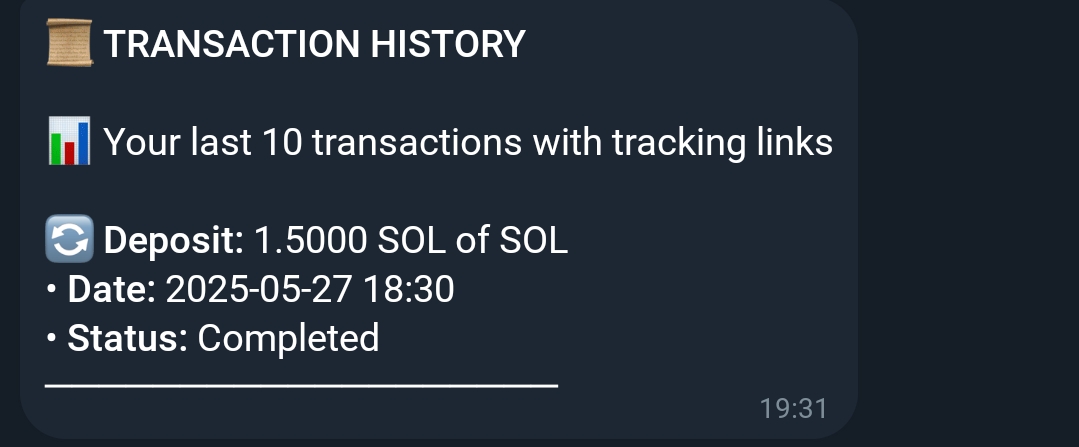 TRANSACTION HISTORY
Your last 10 transactions with tracking links
Deposit: 1.5000 SOL of SOL
• Date: 2025-05-27 18:30
• Status: Completed
19:31